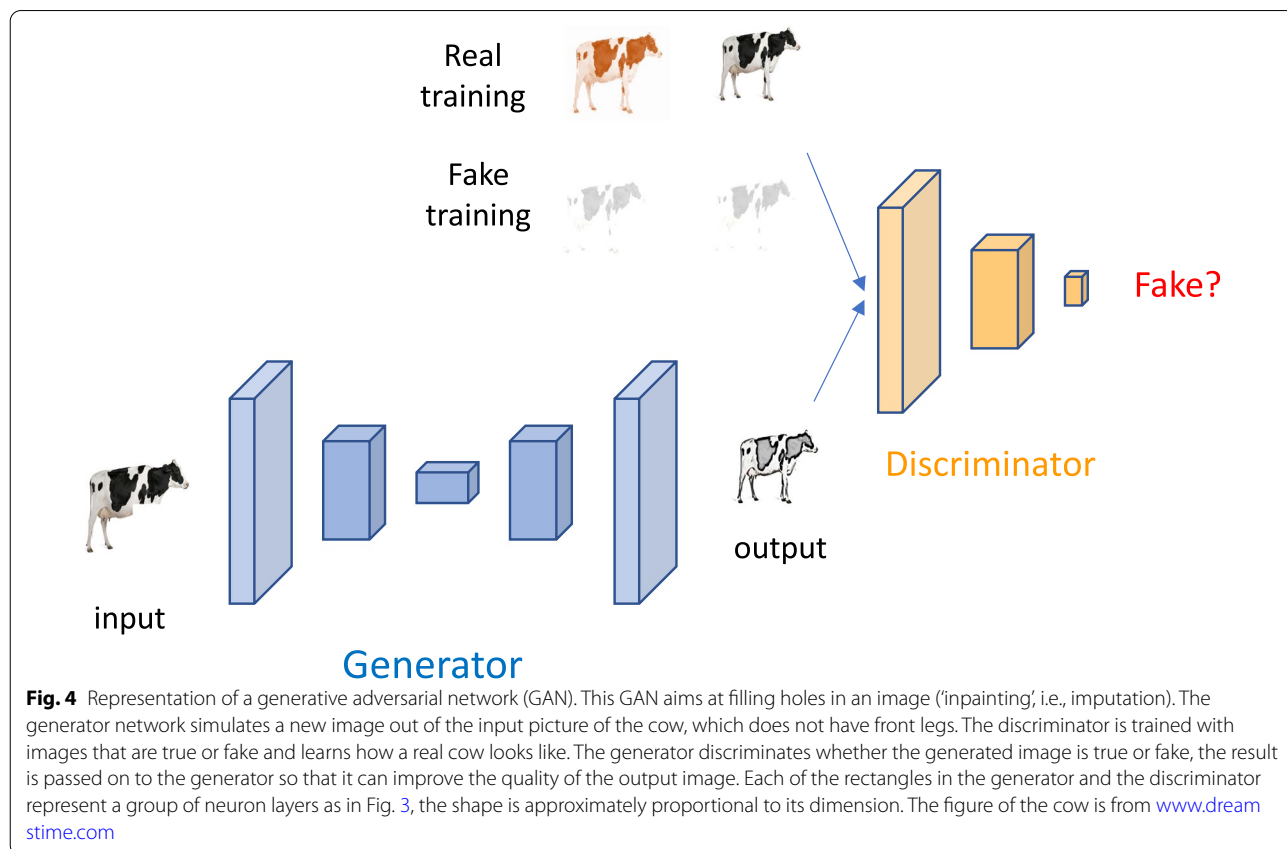 Real
training
Fake
training
Fake?
Discriminator
output
input
Generator
Fig. 4 Representation of a generative adversarial network (GAN). This GAN aims at filling holes in an image (‘inpainting’, i.e., imputation). The
generator network simulates a new image out of the input picture of the cow, which does not have front legs. The discriminator is trained with
images that are true or fake and learns how a real cow looks like. The generator discriminates whether the generated image is true or fake, the result
is passed on to the generator so that it can improve the quality of the output image. Each of the rectangles in the generator and the discriminator
represent a group of neuron layers as in Fig. 3, the shape is approximately proportional to its dimension. The figure of the cow is from www.dream
stime.com